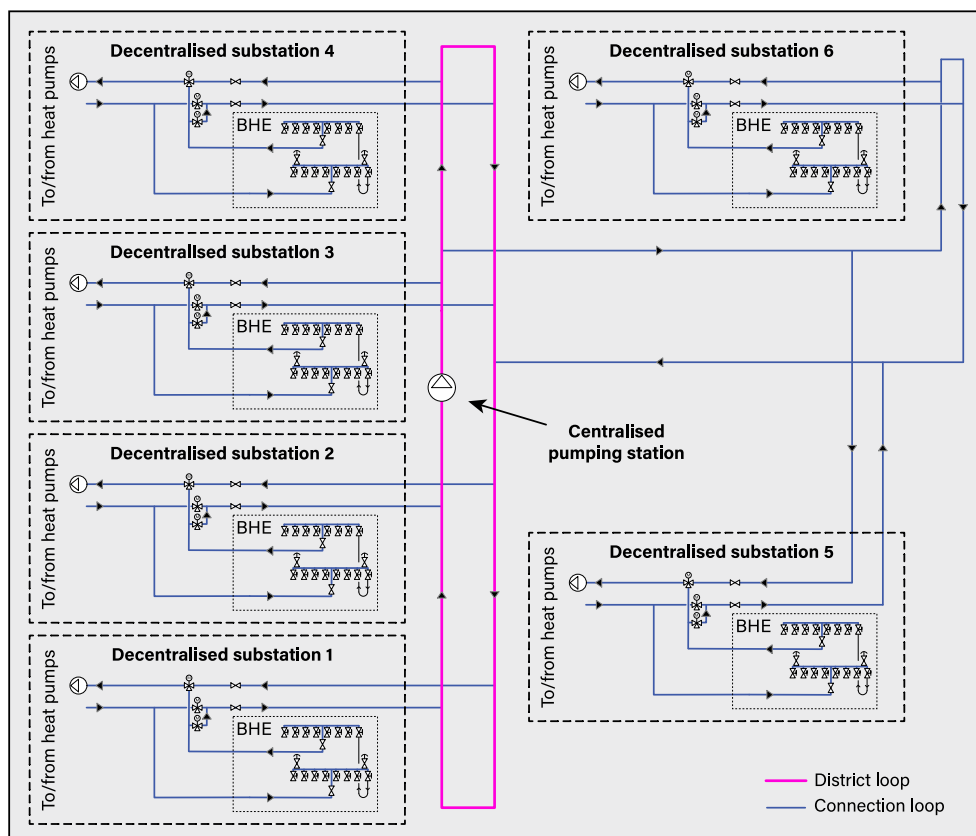 Decentralised substation 4
To/from heat pumps
BHE
Decentralised substation 6
To/from heat pumps
BHE
Decentralised substation 3
To/from heat pumps
BHE
Centralised
pumping station
Decentralised substation 2
To/from heat pumps
BHE
Decentralised substation 5
To/from heat pumps
BHE
Decentralised substation 1
To/from heat pumps
BHE
District loop
Connection loop